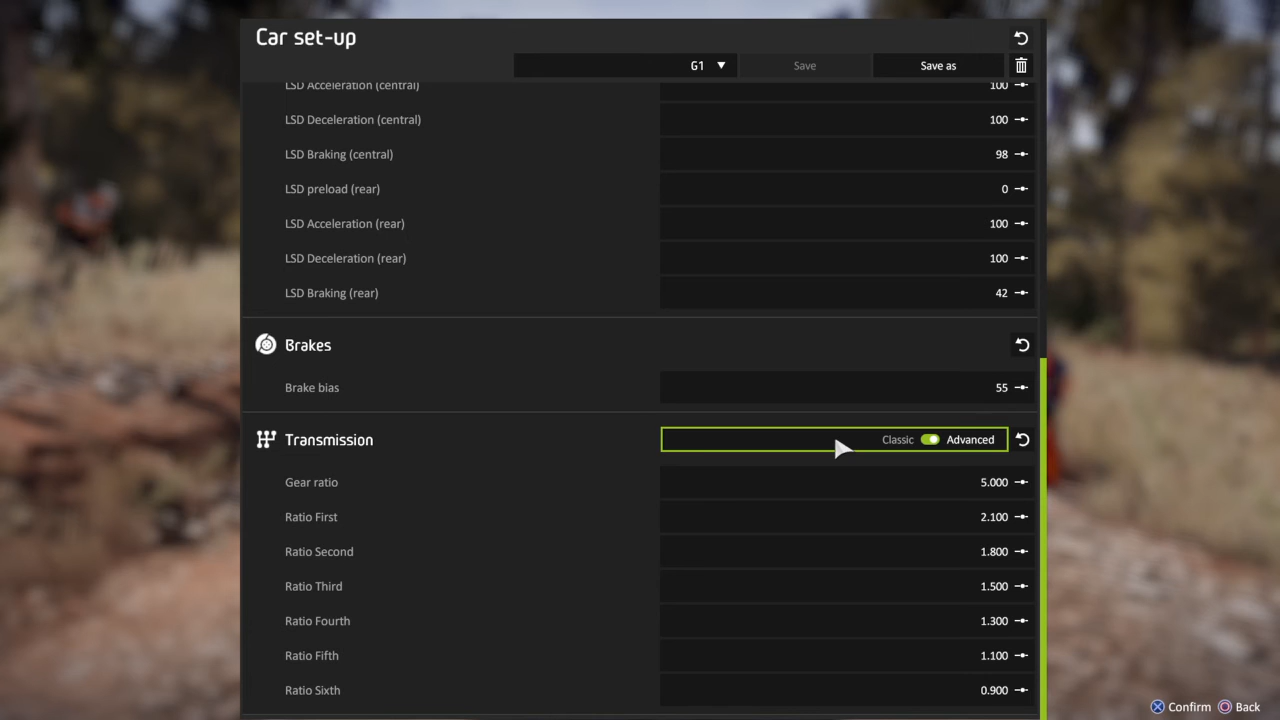 Car set-up
G1 Save Save as
LSD Acceleration (central) 100
LSD Deceleration (central) 100
LSD Braking (central) 98
LSD preload (rear) 0
LSD Acceleration (rear) 100
LSD Deceleration (rear) 100
LSD Braking (rear) 42
Brakes
Brake bias 55
Transmission Classic Advanced
Gear ratio 5.000
Ratio First 2.100
Ratio Second 1.800
Ratio Third 1.500
Ratio Fourth 1.300
Ratio Fifth 1.100
Ratio Sixth 0.900
Confirm Back